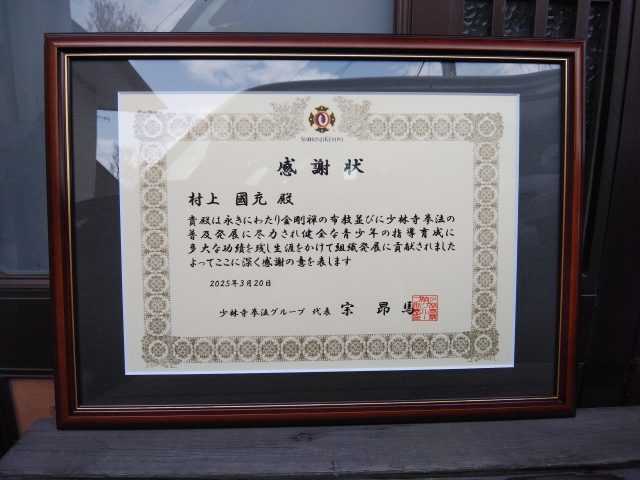 SHORINJI KEMPO
感謝状
村上 國充 殿
貴殿は永きにわたり金剛禅の布教並びに少林寺拳法の
普及発展に尽力され健全な青少年の指導育成に
多大な功績を残し生涯をかけて組織発展に貢献されました
よってここに深く感謝の意を表します
2025年3月20日
少林寺拳法グループ 代表 宗 昂馬